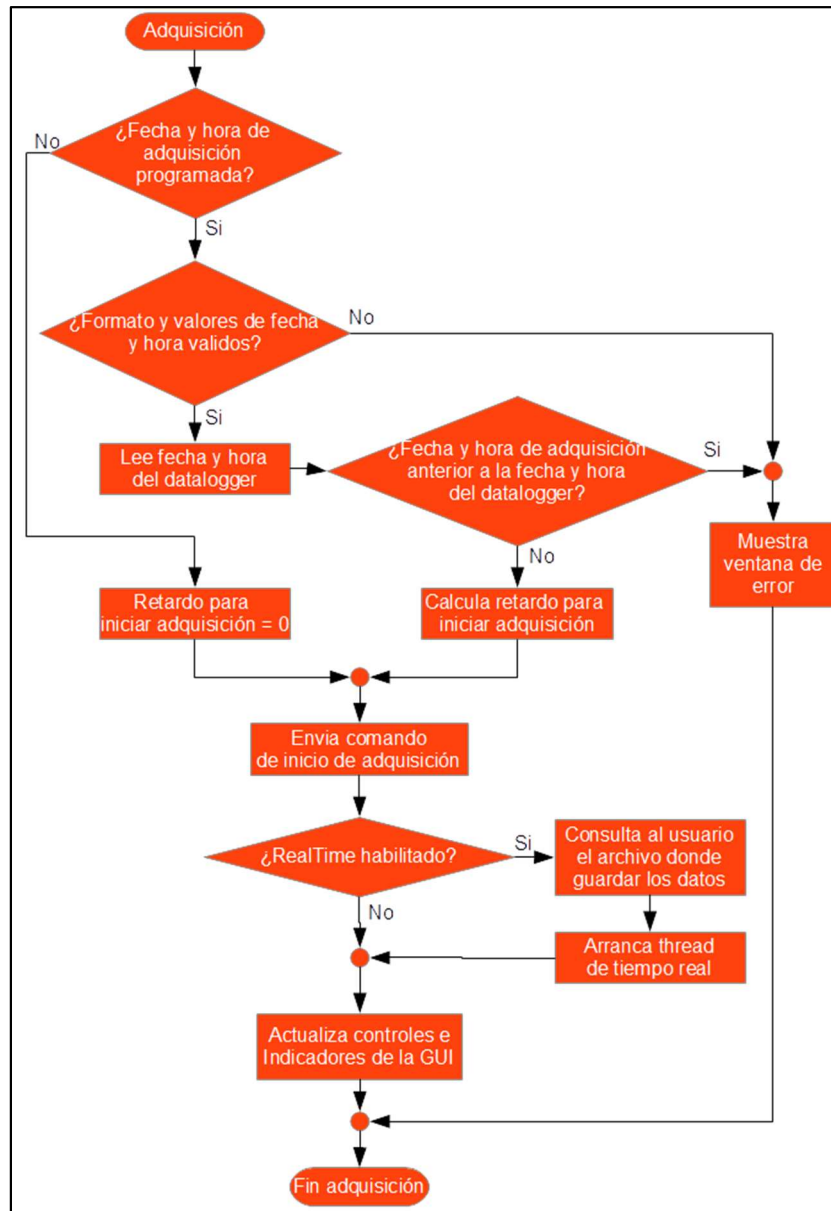 Adquisición
¿Fecha y hora de
adquisición
programada?
No
Si
¿Formato y valores de fecha
y hora validos?
No
Si
Lee fecha y hora
del datalogger
¿Fecha y hora de adquisición
anterior a la fecha y hora
del datalogger?
Si
No
Muestra
ventana de
error
Retardo para
iniciar adquisición = 0
Calcula retardo para
iniciar adquisición
Envia comando
de inicio de adquisición
¿RealTime habilitado?
Si
No
Consulta al usuario
el archivo donde
guardar los datos
Arranca thread
de tiempo real
Actualiza controles e
Indicadores de la GUI
Fin adquisición